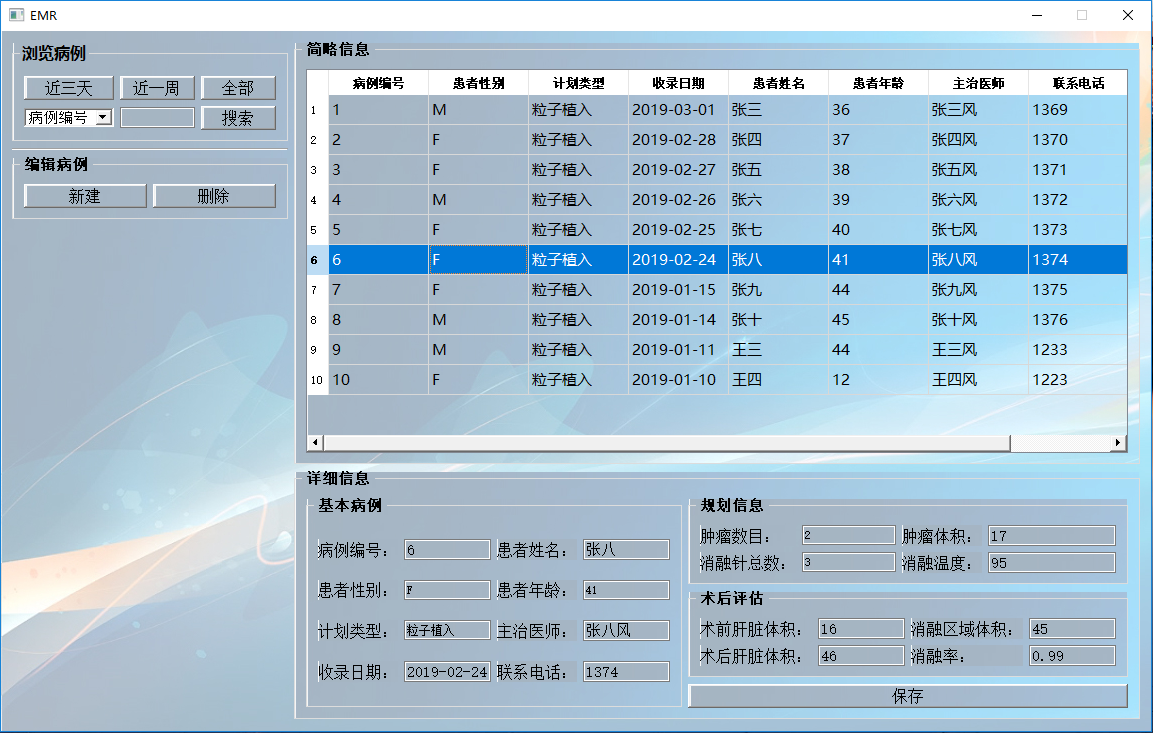 EMR
浏览病例
近三天 近一周 全部
病例编号 搜索
编辑病例
新建 删除
简略信息
病例编号 患者性别 计划类型 收录日期 患者姓名 患者年龄 主治医师 联系电话
1 1 M 粒子植入 2019-03-01 张三 36 张三风 1369
2 2 F 粒子植入 2019-02-28 张四 37 张四风 1370
3 3 F 粒子植入 2019-02-27 张五 38 张五风 1371
4 4 M 粒子植入 2019-02-26 张六 39 张六风 1372
5 5 F 粒子植入 2019-02-25 张七 40 张七风 1373
6 6 F 粒子植入 2019-02-24 张八 41 张八风 1374
7 7 F 粒子植入 2019-01-15 张九 44 张九风 1375
8 8 M 粒子植入 2019-01-14 张十 45 张十风 1376
9 9 M 粒子植入 2019-01-11 王三 44 王三风 1233
10 10 F 粒子植入 2019-01-10 王四 12 王四风 1223
详细信息
基本病例
病例编号： 6 患者姓名： 张八
患者性别： F 患者年龄： 41
计划类型： 粒子植入 主治医师： 张八风
收录日期： 2019-02-24 联系电话： 1374
规划信息
肿瘤数目： 2 肿瘤体积： 17
消融针总数： 3 消融温度： 95
术后评估
术前肝脏体积： 16 消融区域体积： 45
术后肝脏体积： 46 消融率： 0.99
保存